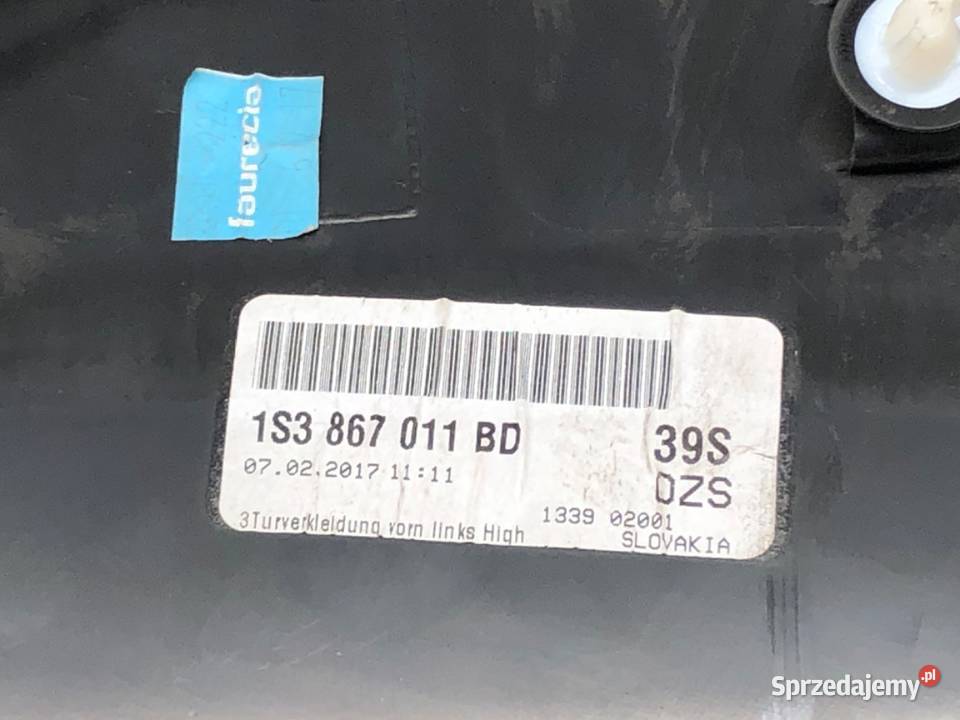 faurecia
1S3 867 011 BD
39S
07.02.2017 11:11
DZS
1339 02001
3Turverkleidung vorn links High
SLOVAKIA
Sprzedajemy.pl